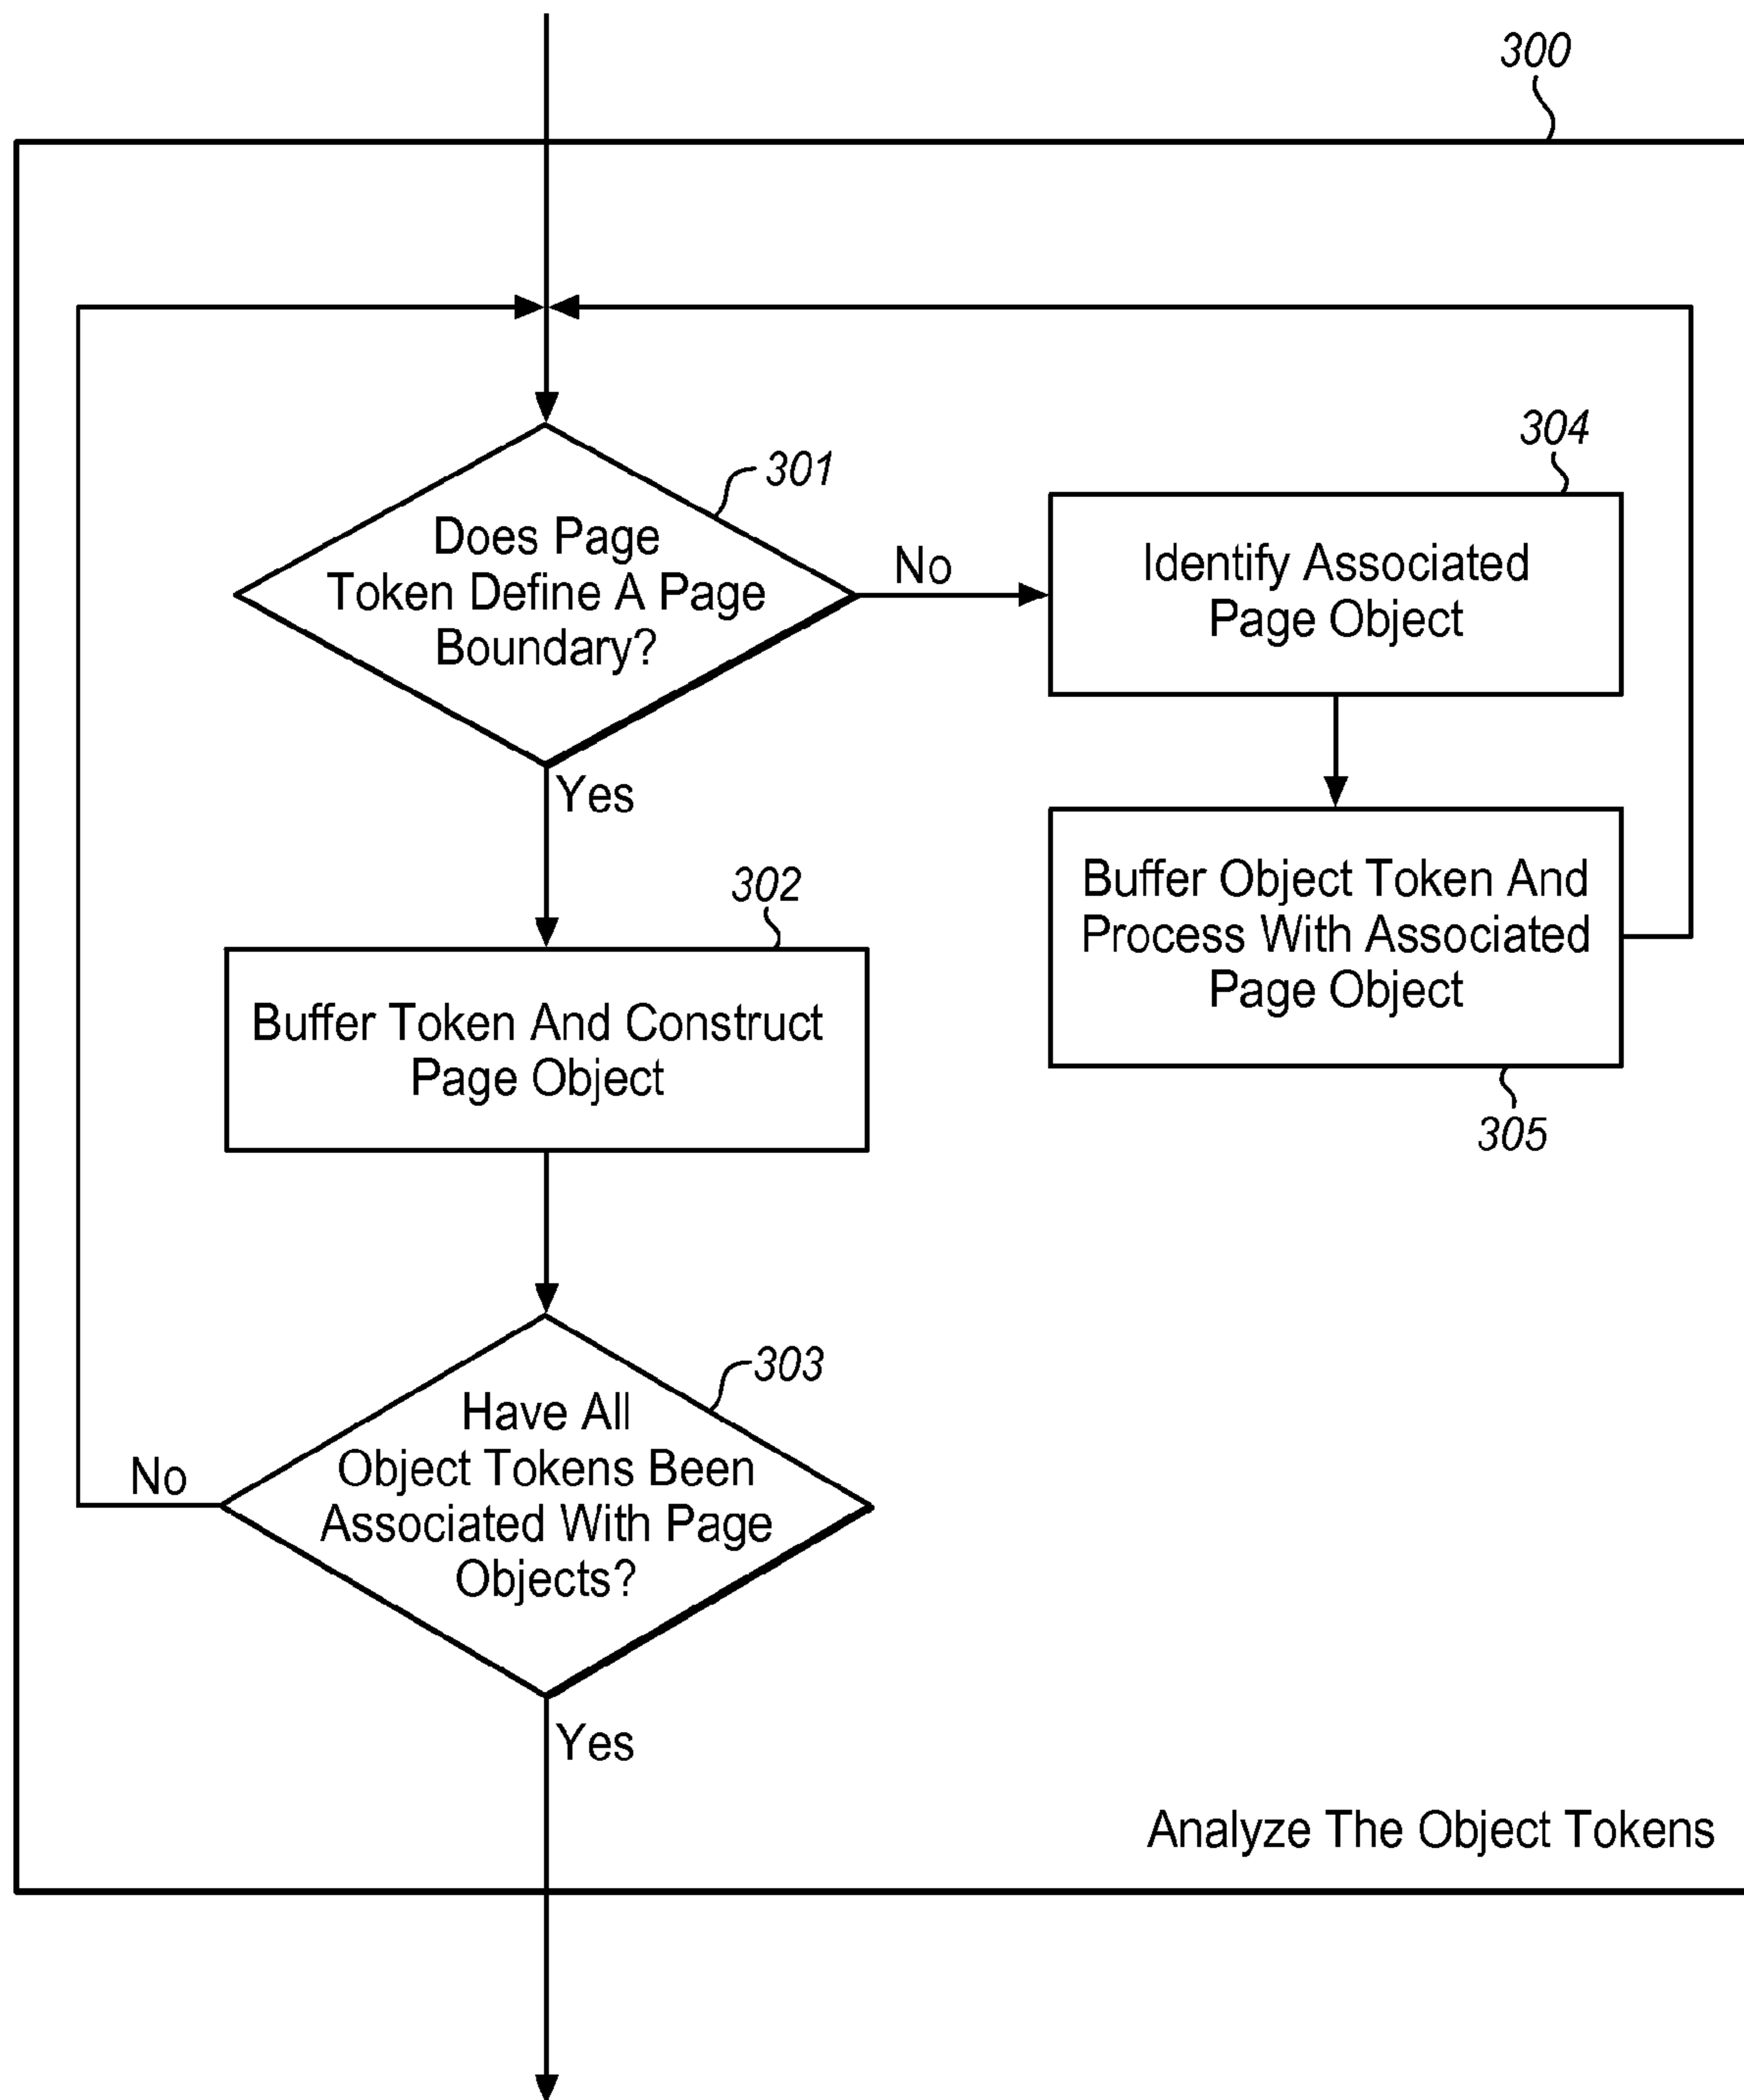 300
301
Does Page
Token Define A Page
Boundary?
No
304
Identify Associated
Page Object
Yes
Buffer Object Token And
Process With Associated
Page Object
305
302
Buffer Token And Construct
Page Object
303
Have All
Object Tokens Been
Associated With Page
Objects?
No
Yes
Analyze The Object Tokens